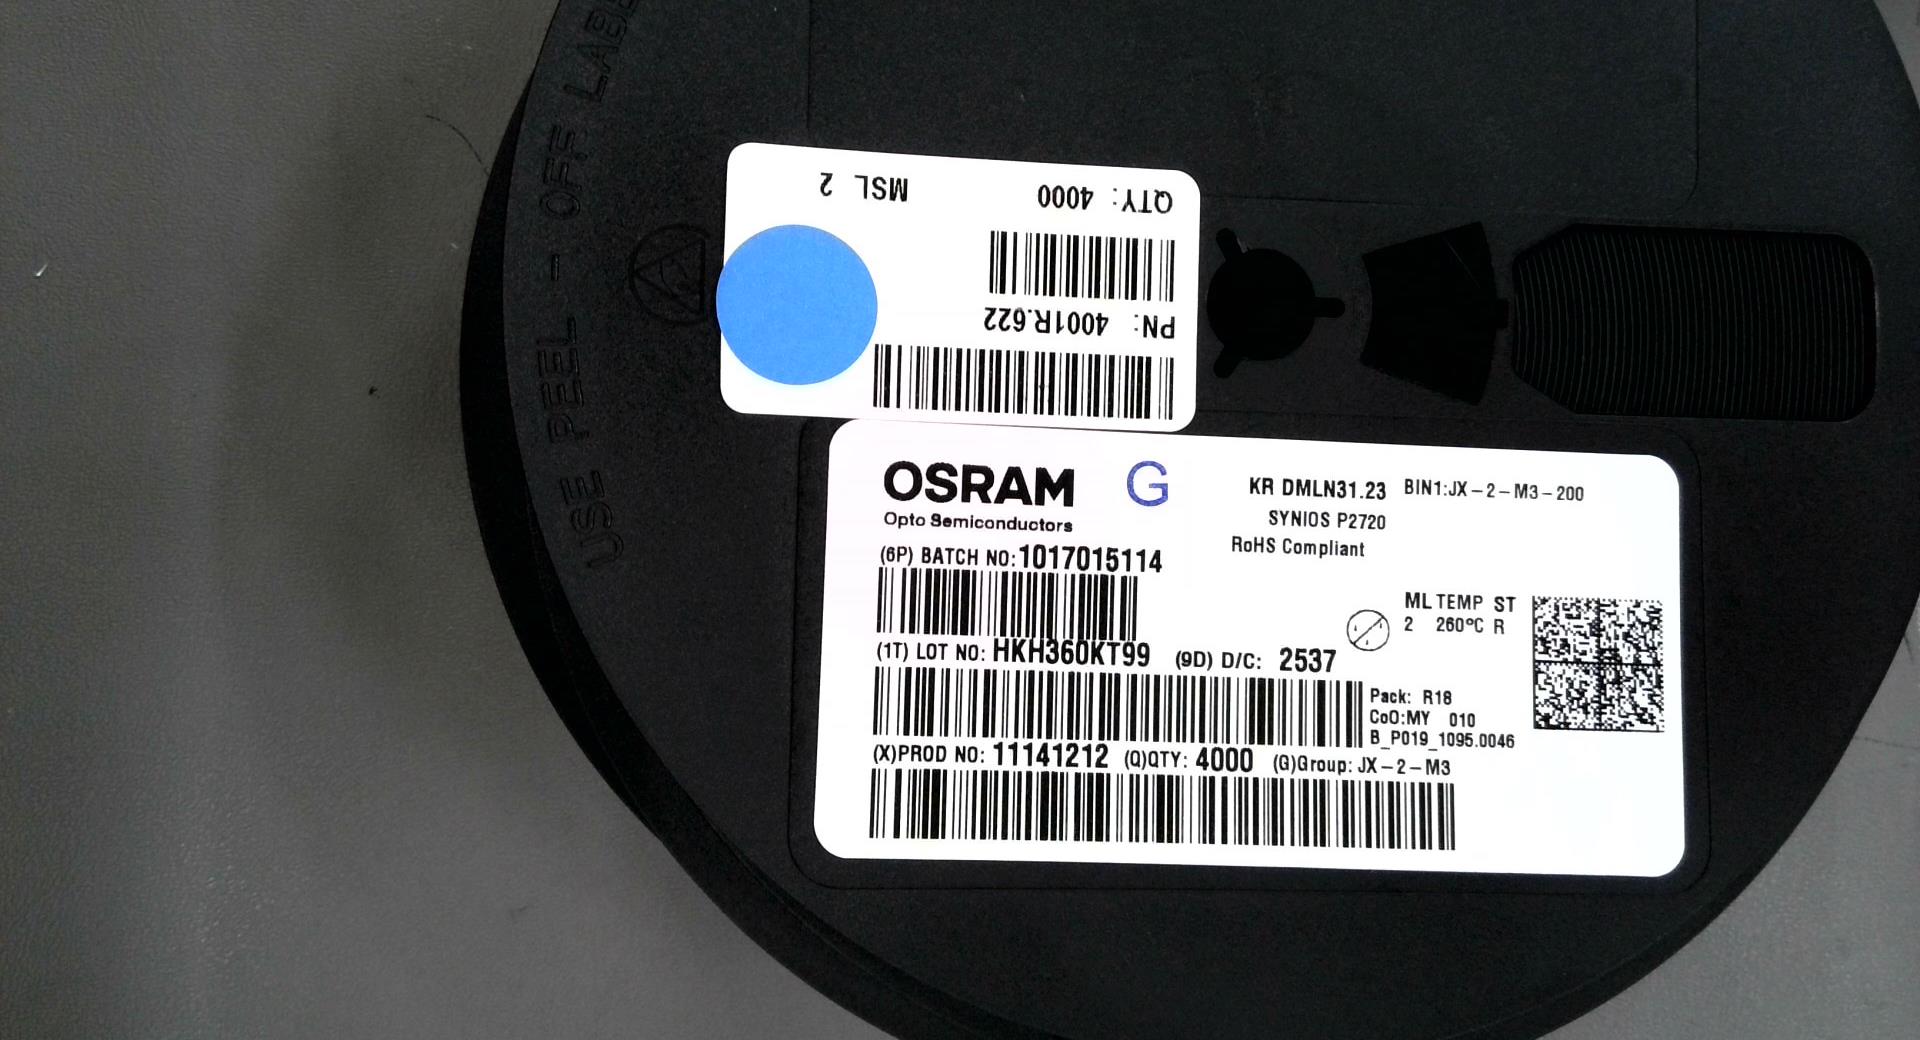 USE PEEL - OFF LABE
QTY: 4000 MSL 2
PN: 4001R.622
OSRAM G
Opto Semiconductors
KR DMLN31.23 BIN1:JX-2-M3-200
SYNIOS P2720
RoHS Compliant
(6P) BATCH NO:1017015114
ML TEMP ST
2 260°C R
(1T) LOT NO: HKH360KT99 (9D) D/C: 2537
Pack: R18
CoO:MY 010
B_P019_1095.0046
(X)PROD NO: 11141212 (Q)QTY: 4000 (G)Group: JX-2-M3